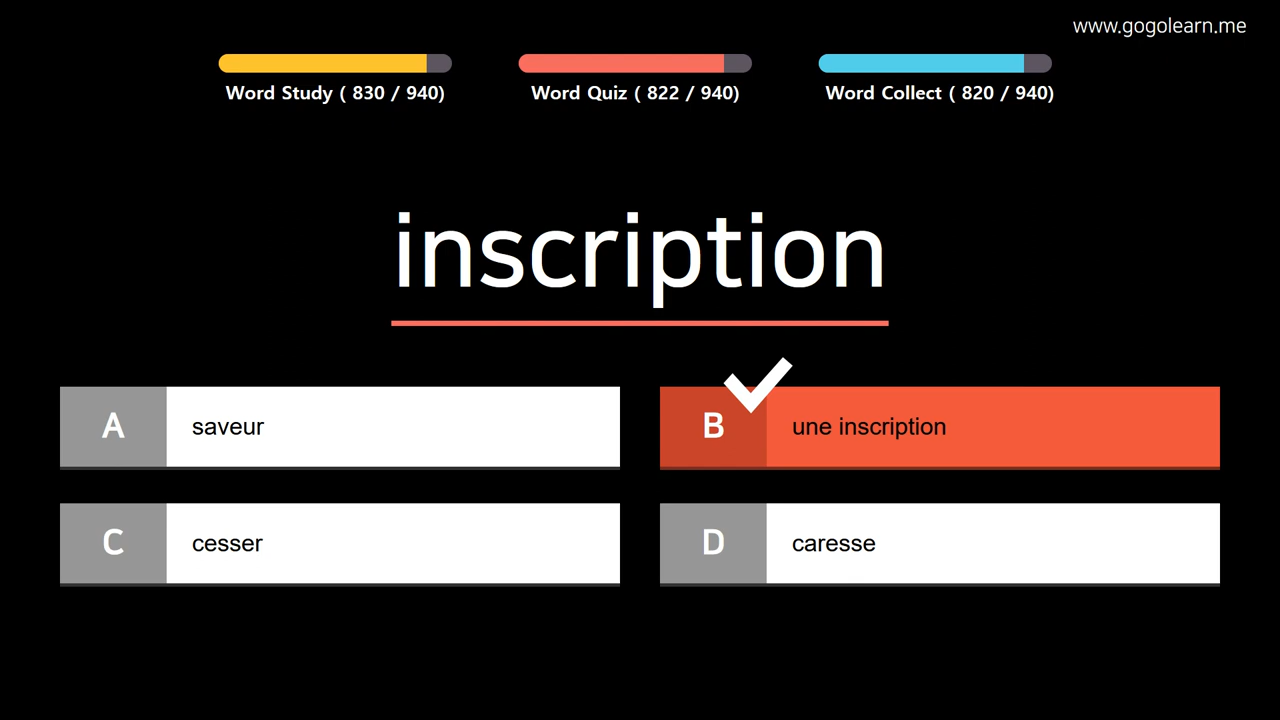 www.gogolearn.me
Word Study ( 830 / 940)
Word Quiz ( 822 / 940)
Word Collect ( 820 / 940)
inscription
A saveur
B une inscription
C cesser
D caresse